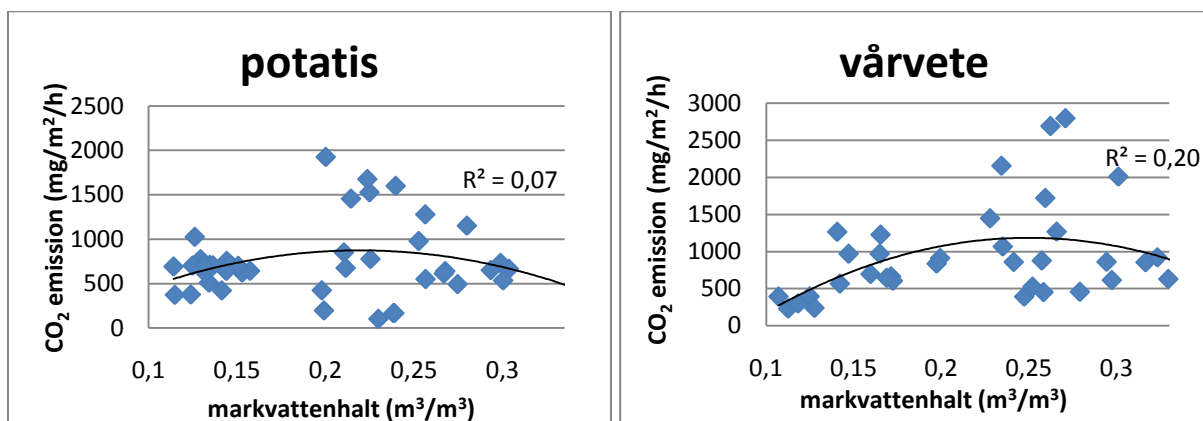 potatis
CO₂ emission (mg/m²/h)
2500
2000
1500
1000
500
0
R² = 0,07
0,1 0,15 0,2 0,25 0,3
markvattenhalt (m³/m³)
vårvete
CO₂ emission (mg/m²/h)
3000
2500
2000
1500
1000
500
0
R² = 0,20
0,1 0,15 0,2 0,25 0,3
markvattenhalt (m³/m³)